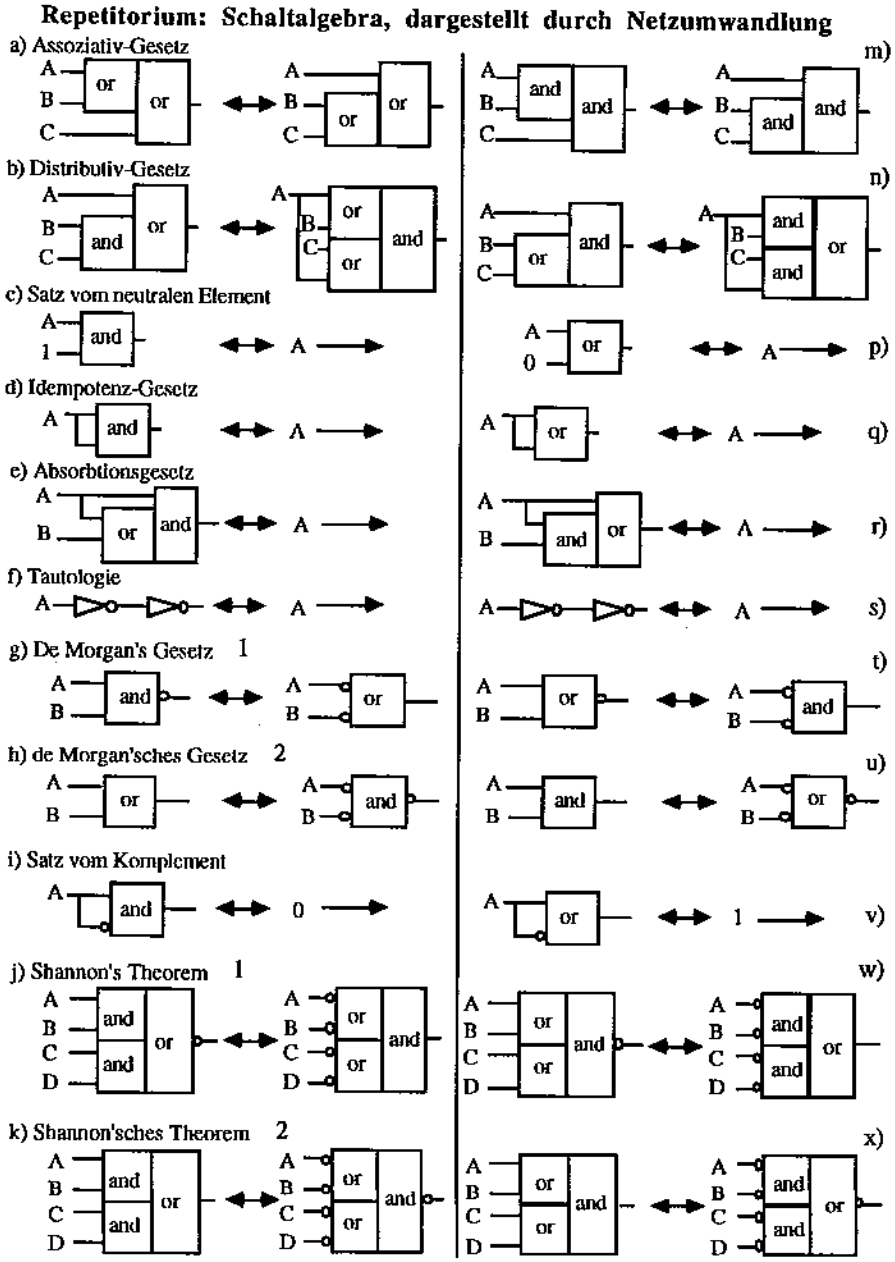 Repetitorium: Schaltalgebra, dargestellt durch Netzumwandlung
a) Assoziativ-Gesetz
A B C or or
A B C or or
m)
A B C and and
A B C and and
b) Distributiv-Gesetz
A B C and or
A B C or or and
n)
A B C or and
A B C and and or
c) Satz vom neutralen Element
A 1 and
A
p)
A 0 or
A
d) Idempotenz-Gesetz
A and
A
q)
A or
A
e) Absorbtionsgesetz
A B or and
A
r)
A B and or
A
f) Tautologie
A
A
s)
A
A
g) De Morgan's Gesetz 1
A B and
A B or
t)
A B or
A B and
h) de Morgan'sches Gesetz 2
A B or
A B and
u)
A B and
A B or
i) Satz vom Komplement
A and
0
v)
A or
1
j) Shannon's Theorem 1
A B C D and and or
A B C D or or and
w)
A B C D or or and
A B C D and and or
k) Shannon'sches Theorem 2
A B C D and and or
A B C D or or and
x)
A B C D or or and
A B C D and and or